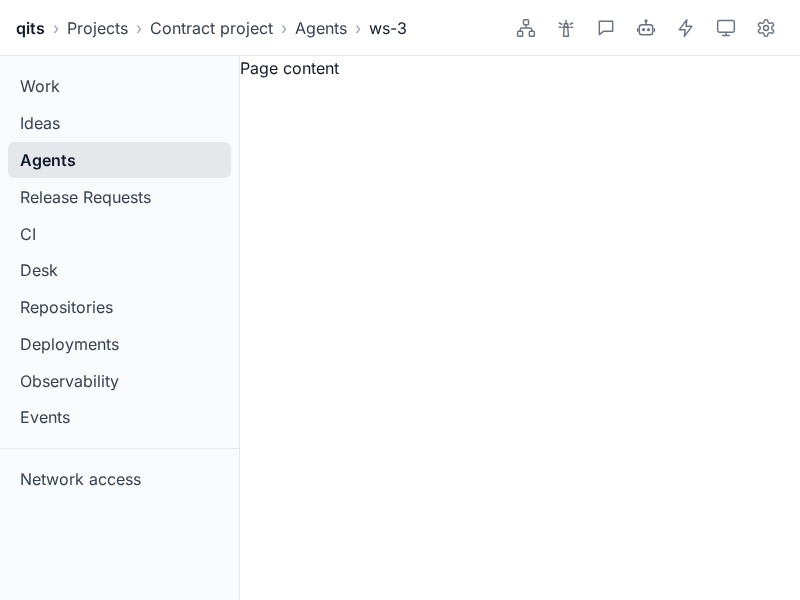 qits › Projects › Contract project › Agents › ws-3
Work
Ideas
Agents
Release Requests
CI
Desk
Repositories
Deployments
Observability
Events
Network access
Page content